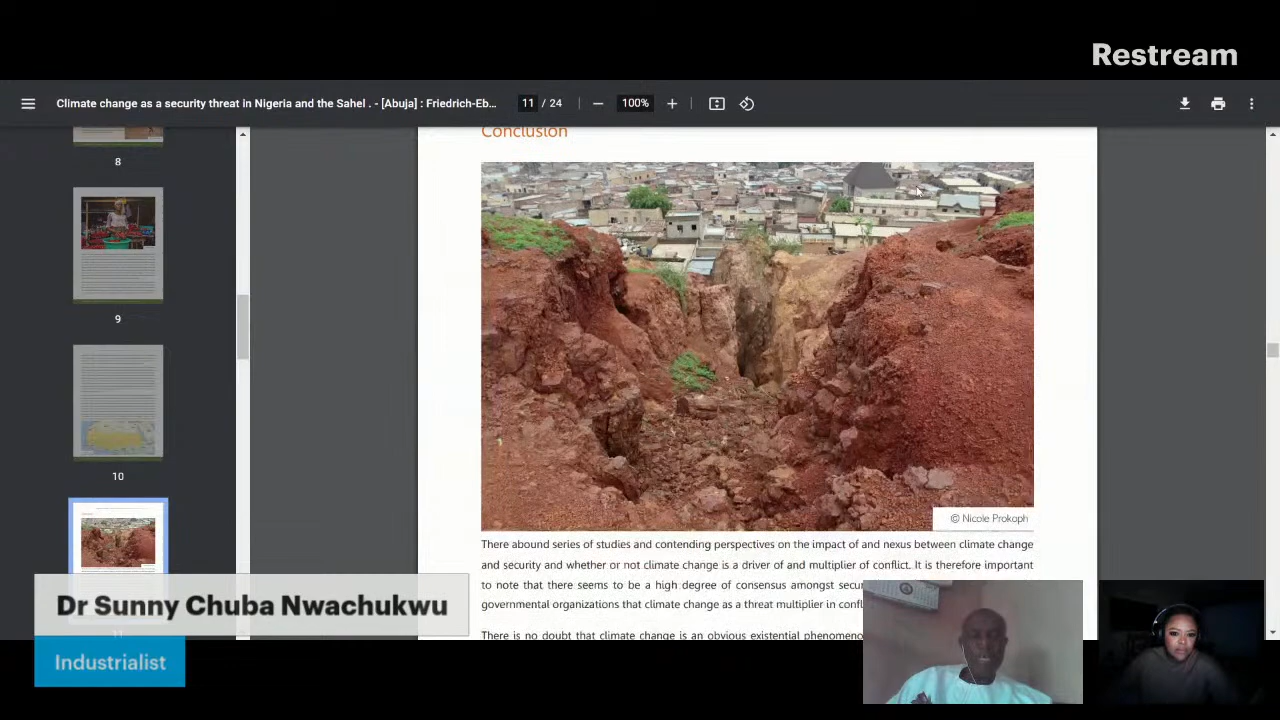 Restream
Climate change as a security threat in Nigeria and the Sahel . - [Abuja] : Friedrich-Eb...
11 / 24
100%
8
9
10
11
Conclusion
© Nicole Prokoph
There abound series of studies and contending perspectives on the impact of and nexus between climate change
and security and whether or not climate change is a driver of and multiplier of conflict. It is therefore important
to note that there seems to be a high degree of consensus amongst
governmental organizations that climate change as a threat multiplier in
There is no doubt that climate change is an obvious existential
Dr Sunny Chuba Nwachukwu
Industrialist